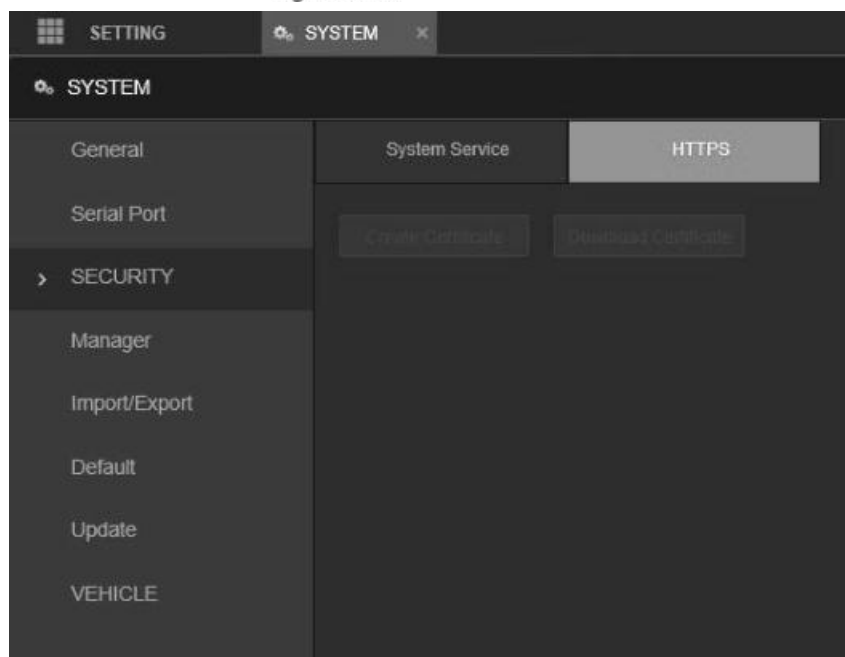 SETTING
SYSTEM ×
SYSTEM
General
System Service
HTTPS
Serial Port
Create Certificate
Download Certificate
SECURITY
Manager
Import/Export
Default
Update
VEHICLE